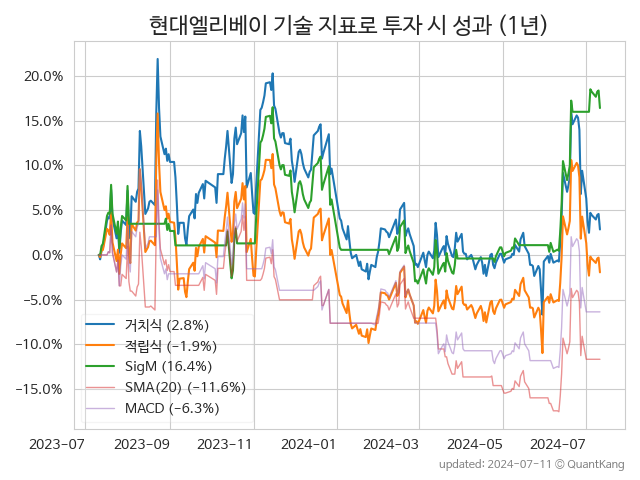 현대엘리베이 기술 지표로 투자 시 성과 (1년)
20.0%
15.0%
10.0%
5.0%
0.0%
−5.0%
−10.0%
−15.0%
거치식 (2.8%)
적립식 (−1.9%)
SigM (16.4%)
SMA(20) (−11.6%)
MACD (−6.3%)
2023-07 2023-09 2023-11 2024-01 2024-03 2024-05 2024-07
updated: 2024-07-11 © QuantKang